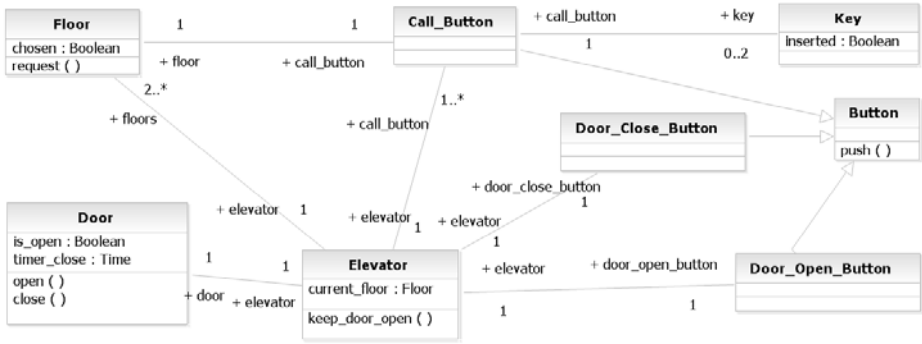 Floor
chosen : Boolean
request ( )
1
1
+ floor
+ call_button
Call_Button
+ call_button
+ key
1
0..2
Key
inserted : Boolean
2..*
+ floors
1..*
+ call_button
Door_Close_Button
Button
push ( )
+ door_close_button
1
+ elevator
1
+ elevator
1
+ elevator
1
Door
is_open : Boolean
timer_close : Time
open ( )
close ( )
1
1
+ door
+ elevator
Elevator
current_floor : Floor
keep_door_open ( )
+ elevator
+ door_open_button
1
1
Door_Open_Button